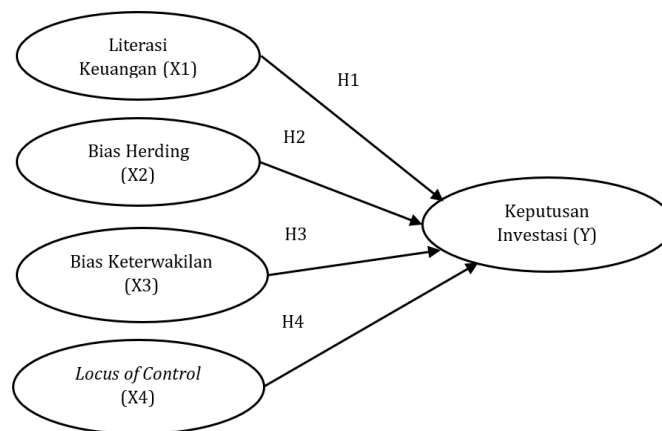 Literasi
Keuangan (X1)
H1
Bias Herding
(X2)
H2
Keputusan
Investasi (Y)
Bias Keterwakilan
(X3)
H3
Locus of Control
(X4)
H4